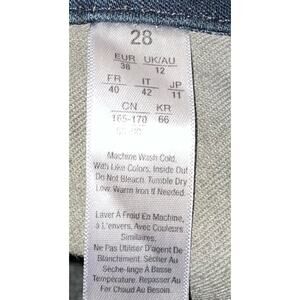 28
EUR UK/AU
38 12
FR IT JP
40 42 11
CN KR
165-170 66
Machine Wash Cold,
With Like Colors, Inside Out
Do Not Bleach. Tumble Dry
Low. Warm Iron If Needed.
Laver À Froid En Machine,
à L'envers, Avec Couleurs
Similaires.
Ne Pas Utiliser D'agent De
Blanchiment. Sécher Au
Sèche-linge À Basse
Température. Repasser Au
Fer Chaud Au Besoin.